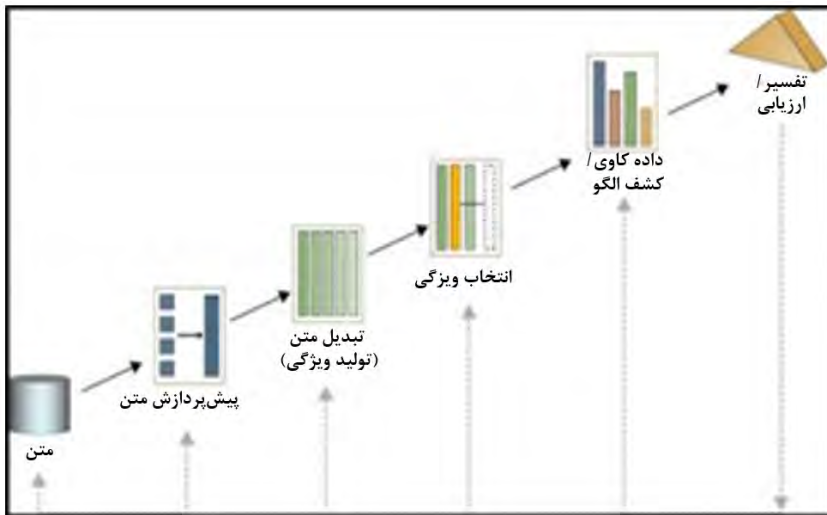 متن
پیش‌پردازش متن
تبدیل متن
(تولید ویژگی)
انتخاب ویژگی
داده کاوی/
کشف الگو
تفسیر/
ارزیابی